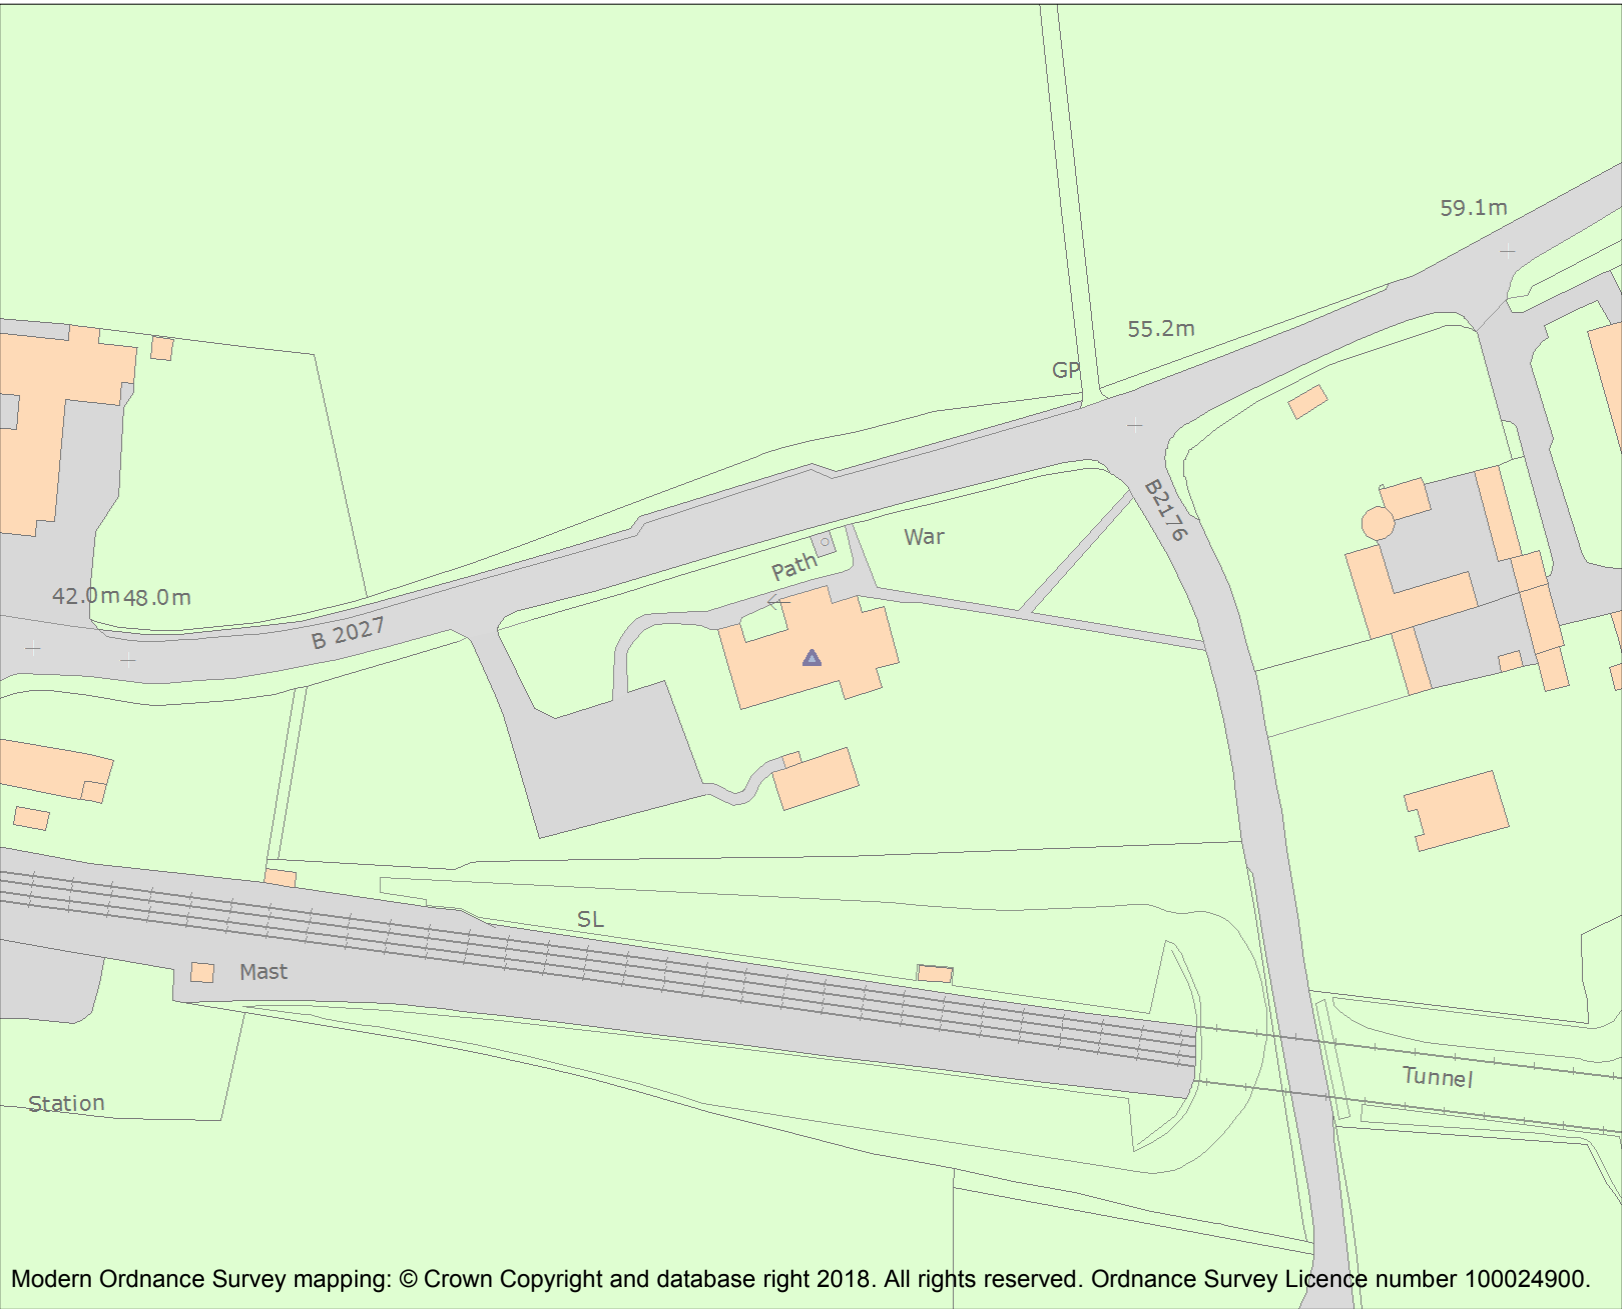 59.1m
55.2m
GP
B2176
War
Path
42.0m
48.0m
B 2027
SL
Mast
Tunnel
Station
Modern Ordnance Survey mapping: © Crown Copyright and database right 2018. All rights reserved. Ordnance Survey Licence number 100024900.